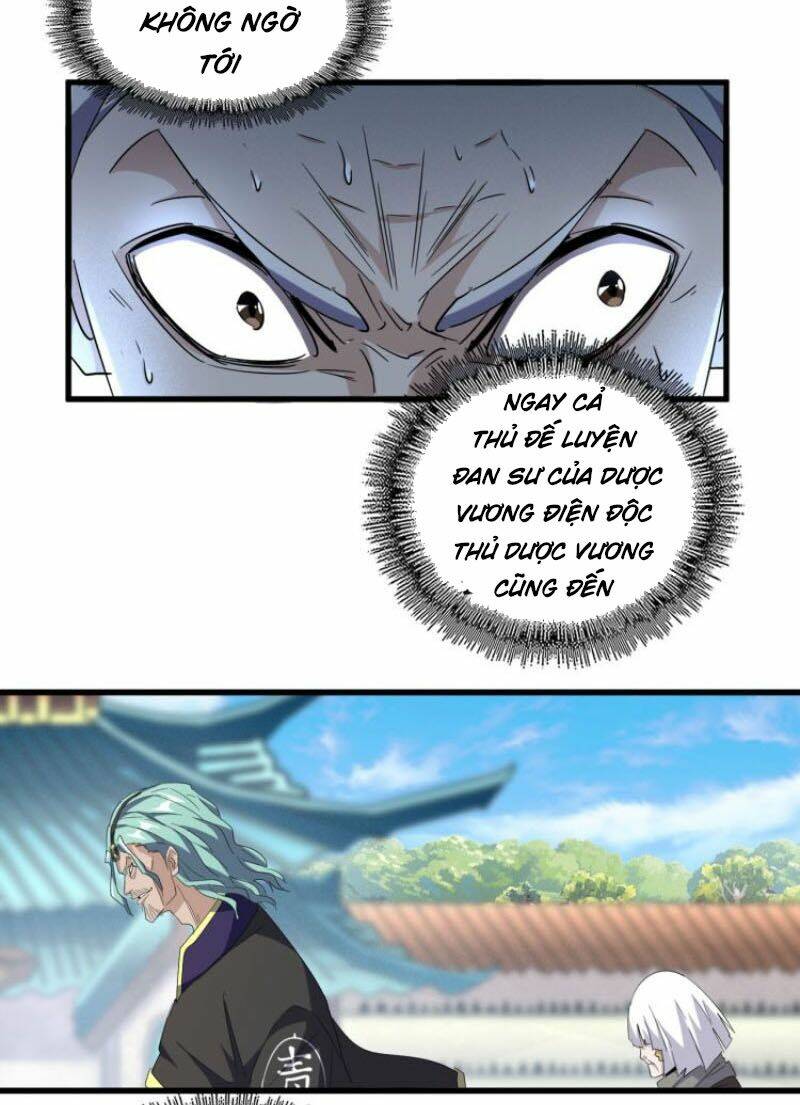 KHÔNG NGỜ
TỚI
NGAY CẢ
THỦ ĐẾ LUYỆN
ĐAN SƯ CỦA DƯỢC
VƯƠNG ĐIỆN ĐỘC
THỦ DƯỢC VƯƠNG
CŨNG ĐẾN
青